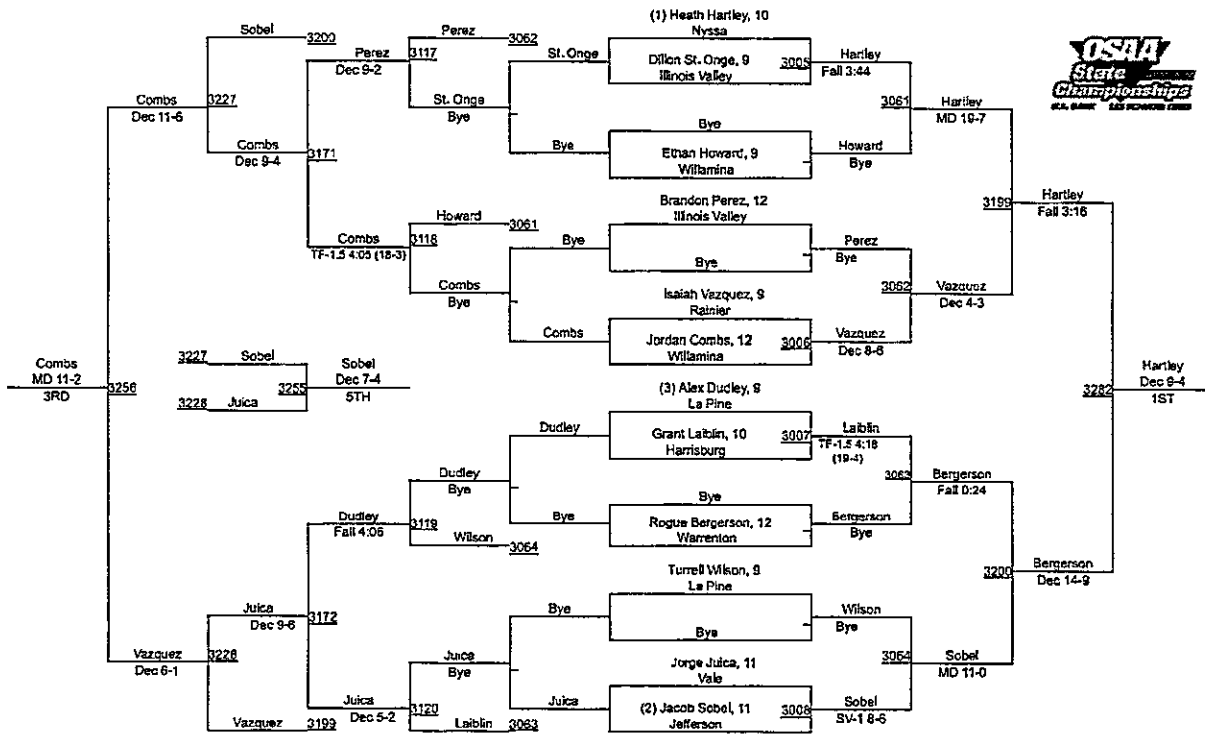 (1) Heath Hartley, 10
Nyssa
Dillon St. Onge, 9
Illinois Valley
3005
Bye
Ethan Howard, 9
Willamina
Brandon Perez, 12
Illinois Valley
Bye
Isaiah Vazquez, 9
Rainier
Jordan Combs, 12
Willamina
3006
(3) Alex Dudley, 9
La Pine
Grant Laiblin, 10
Harrisburg
3007
Bye
Rogue Bergerson, 12
Warrenton
Turrell Wilson, 9
La Pine
Bye
Jorge Juica, 11
Vale
(2) Jacob Sobel, 11
Jefferson
3008
Hartley
Fall 3:44
3061
Howard
Bye
Perez
Bye
3062
Vazquez
Dec 8-6
Laiblin
TF-1.5 4:18
(19-4)
3063
Bergerson
Bye
Wilson
Bye
3064
Sobel
SV-1 8-6
Hartley
MD 19-7
3199
Vazquez
Dec 4-3
Bergerson
Fall 0:24
3200
Sobel
MD 11-0
Hartley
Fall 3:16
3282
Bergerson
Dec 14-9
Hartley
Dec 9-4
1ST
St. Onge
Bye
Bye
Combs
Dudley
Bye
Bye
Juica
Perez
3062
3117
St. Onge
Bye
Howard
3061
3118
Combs
Bye
Dudley
Bye
3119
Wilson
3064
Juica
Bye
3120
Laiblin
3063
Perez
Dec 9-2
3171
Combs
TF-1.5 4:05 (18-3)
Dudley
Fall 4:06
3172
Juica
Dec 5-2
Sobel
3200
3227
Combs
Dec 9-4
3227
Sobel
3255
3228
Juica
Sobel
Dec 7-4
5TH
Juica
Dec 9-6
3228
Vazquez
3199
Combs
Dec 11-6
3256
Vazquez
Dec 6-1
Combs
MD 11-2
3RD
OSAA
State
Championships